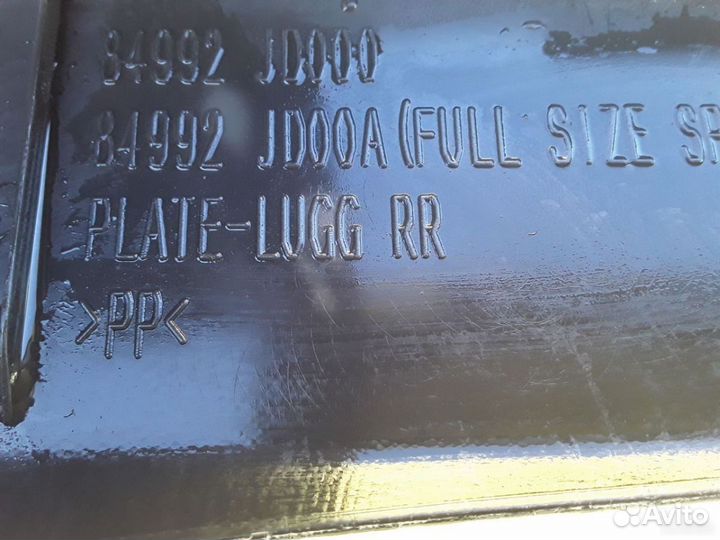 84992 JD000
84992 JD00A(FULL SIZE SP
PLATE-LUGG RR
>PP<
Avito